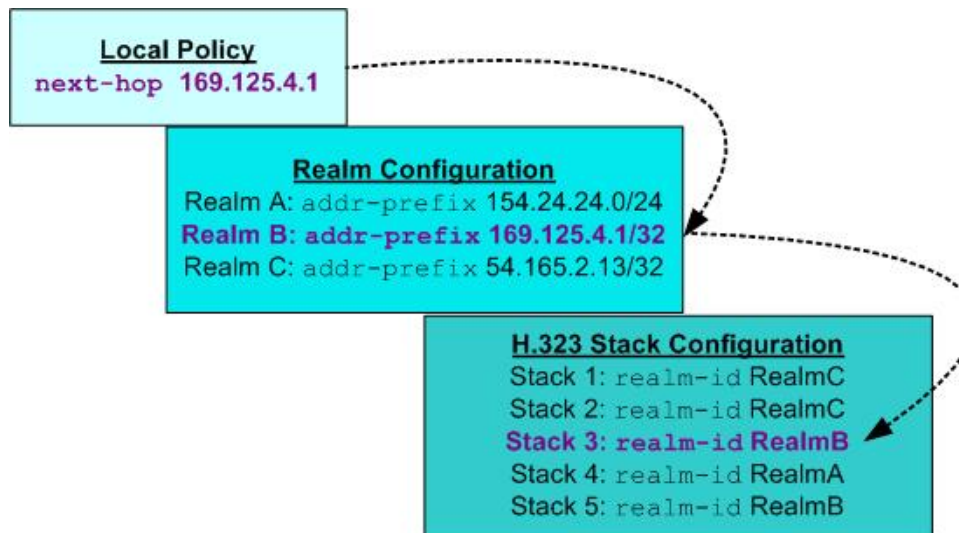 Local Policy
next-hop 169.125.4.1
Realm Configuration
Realm A: addr-prefix 154.24.24.0/24
Realm B: addr-prefix 169.125.4.1/32
Realm C: addr-prefix 54.165.2.13/32
H.323 Stack Configuration
Stack 1: realm-id RealmC
Stack 2: realm-id RealmC
Stack 3: realm-id RealmB
Stack 4: realm-id RealmA
Stack 5: realm-id RealmB